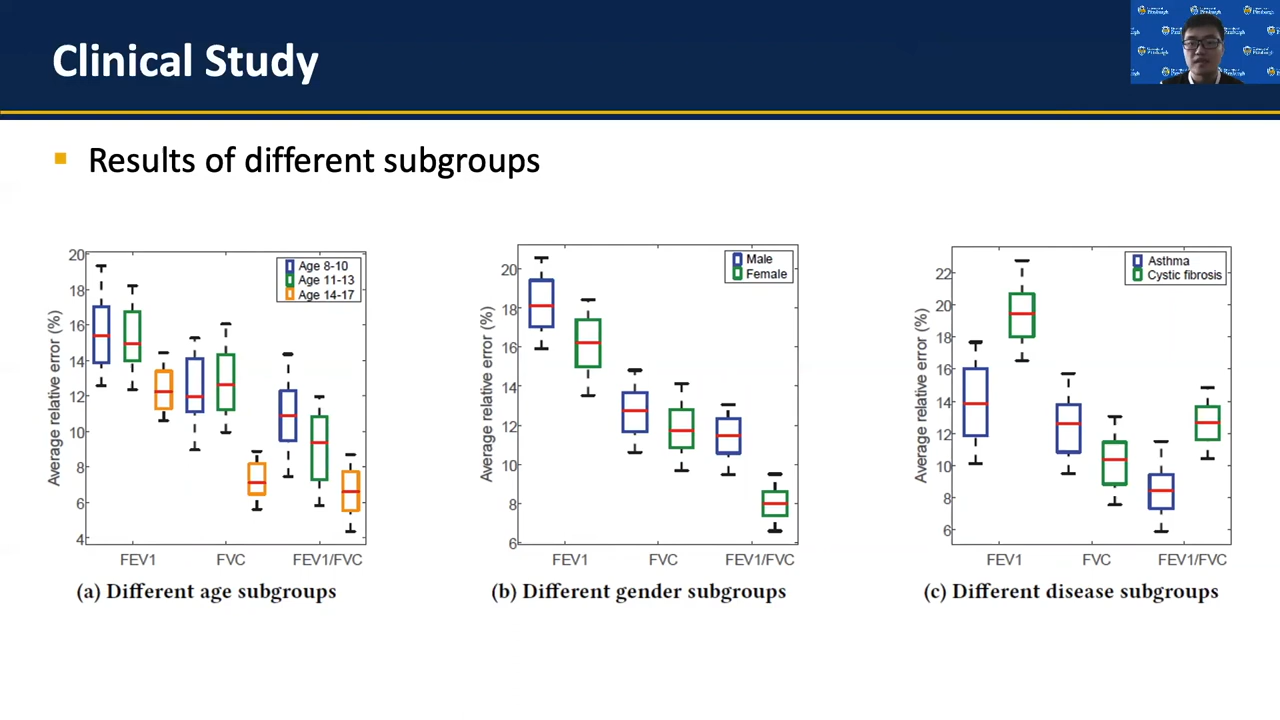 Clinical Study
Pittsburgh
Results of different subgroups
Average relative error (%)
20
18
16
14
12
10
8
6
4
Age 8-10
Age 11-13
Age 14-17
FEV1 FVC FEV1/FVC
(a) Different age subgroups
Average relative error (%)
20
18
16
14
12
10
8
6
Male
Female
FEV1 FVC FEV1/FVC
(b) Different gender subgroups
Average relative error (%)
22
20
18
16
14
12
10
8
6
Asthma
Cystic fibrosis
FEV1 FVC FEV1/FVC
(c) Different disease subgroups